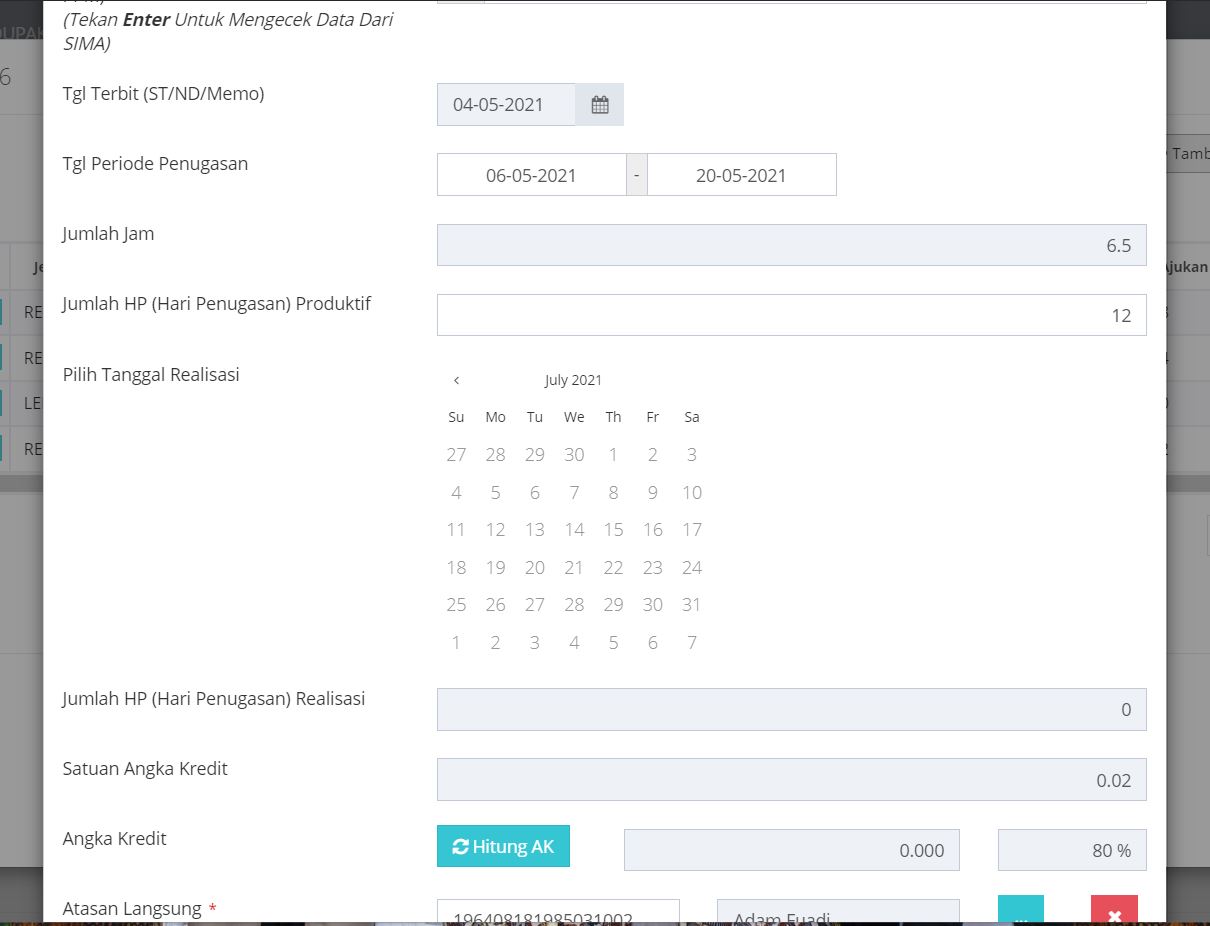 (Tekan Enter Untuk Mengecek Data Dari
SIMA)
6
Tgl Terbit (ST/ND/Memo)
04-05-2021
Tgl Periode Penugasan
06-05-2021 - 20-05-2021
Jumlah Jam
6.5
Jumlah HP (Hari Penugasan) Produktif
12
RE
RE
LE
RE
Pilih Tanggal Realisasi
July 2021
Su Mo Tu We Th Fr Sa
27 28 29 30 1 2 3
4 5 6 7 8 9 10
11 12 13 14 15 16 17
18 19 20 21 22 23 24
25 26 27 28 29 30 31
1 2 3 4 5 6 7
Jumlah HP (Hari Penugasan) Realisasi
0
Satuan Angka Kredit
0.02
Angka Kredit
Hitung AK
0.000
80 %
Atasan Langsung *
196408181985031002
Adam Fuadi
...